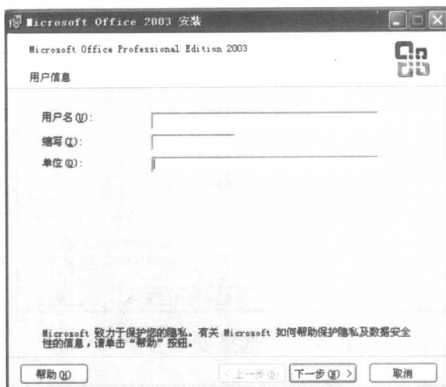 Microsoft Office 2003 安装
Microsoft Office Professional Edition 2003
用户信息
用户名(U):
缩写(I):
单位(O):
Microsoft 致力于保护您的隐私。有关 Microsoft 如何帮助保护隐私及数据安全
性的信息，请单击“帮助”按钮。
帮助(H)
< 上一步(B)
下一步(N) >
取消